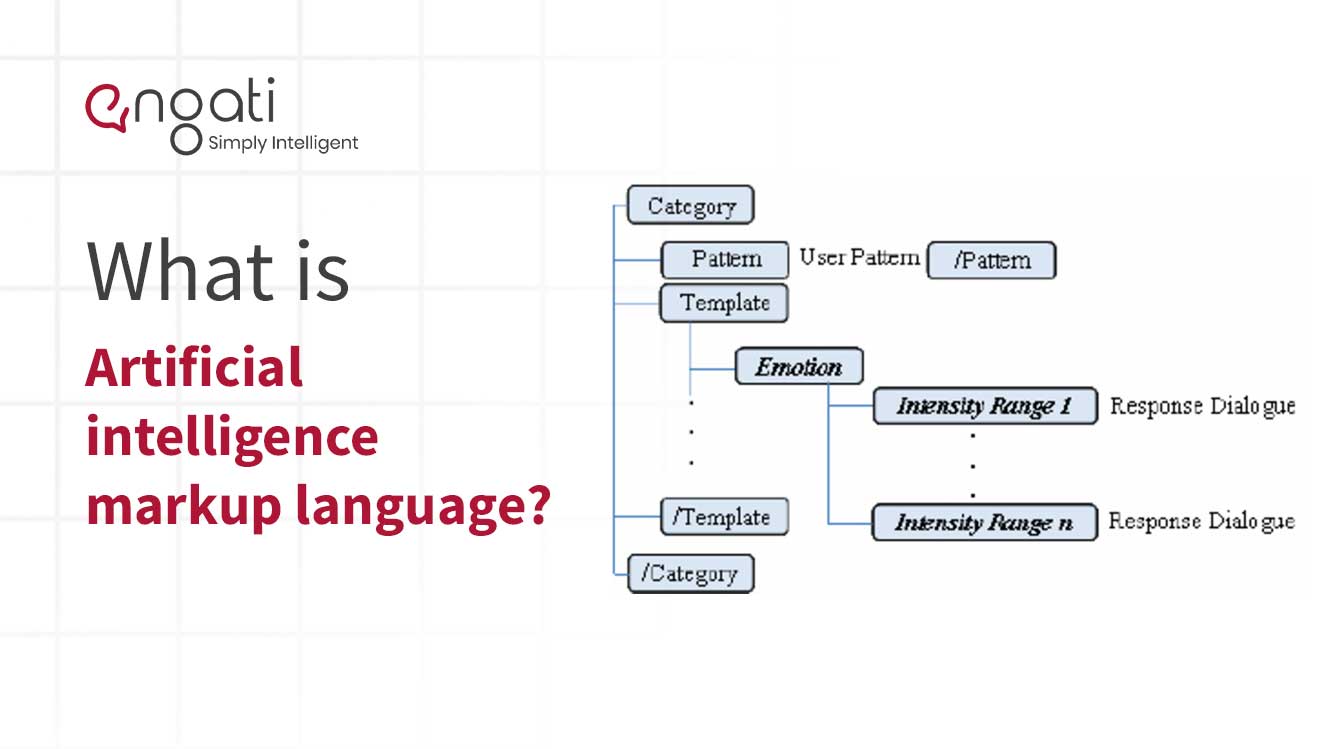 engati
Simply Intelligent
What is
Artificial
intelligence
markup language?
Category
Pattern User Pattern /Pattern
Template
Emotion
Intensity Range 1 Response Dialogue
/Template
Intensity Range n Response Dialogue
/Category